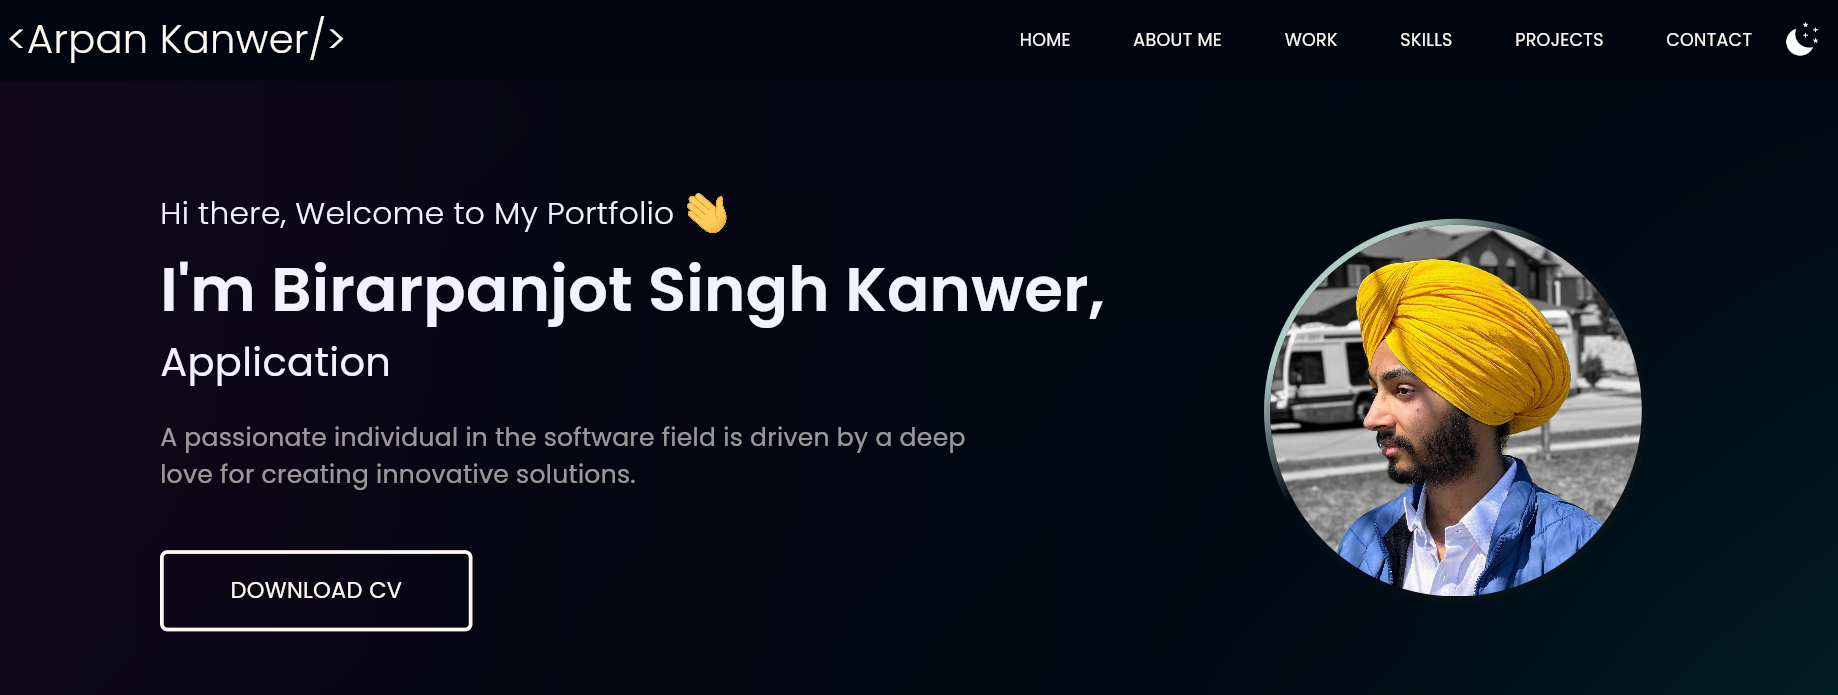 <Arpan Kanwer/>
HOME
ABOUT ME
WORK
SKILLS
PROJECTS
CONTACT
Hi there, Welcome to My Portfolio 👋
I'm Birarpanjot Singh Kanwer,
Application
A passionate individual in the software field is driven by a deep
love for creating innovative solutions.
DOWNLOAD CV